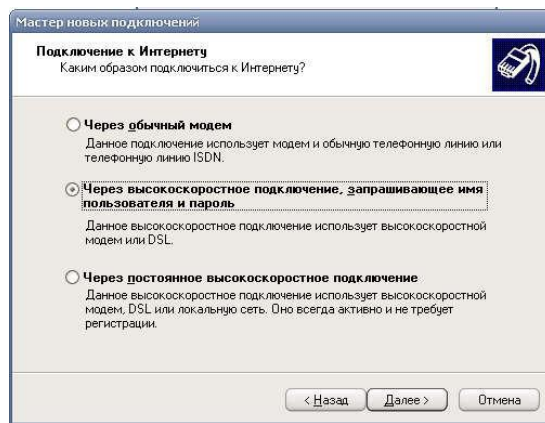 Мастер новых подключений
Подключение к Интернету
Каким образом подключиться к Интернету?
Через обычный модем
Данное подключение использует модем и обычную телефонную линию или
телефонную линию ISDN.
Через высокоскоростное подключение, запрашивающее имя
пользователя и пароль
Данное высокоскоростное подключение использует высокоскоростной
модем или DSL.
Через постоянное высокоскоростное подключение
Данное высокоскоростное подключение использует высокоскоростной
модем, DSL или локальную сеть. Оно всегда активно и не требует
регистрации.
< Назад Далее > Отмена